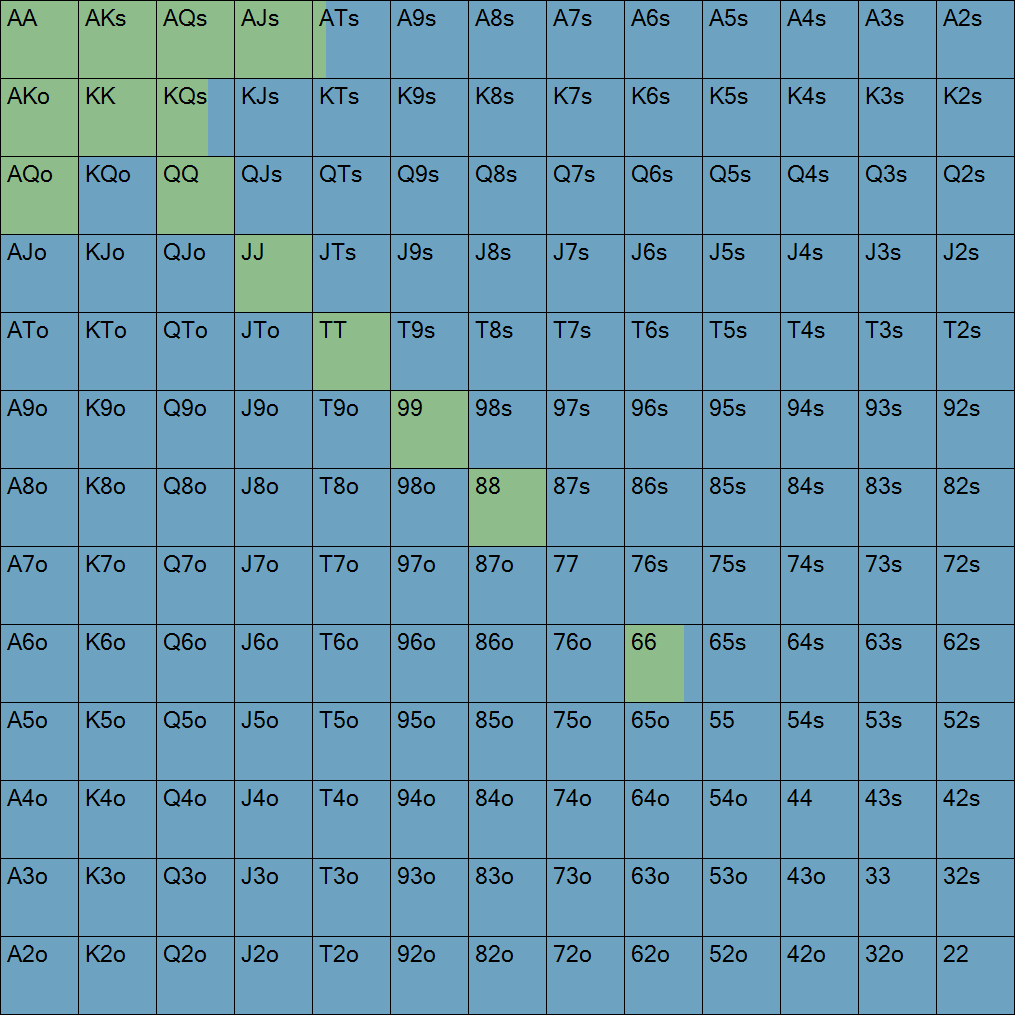 AA AKs AQs AJs ATs A9s A8s A7s A6s A5s A4s A3s A2s
AKo KK KQs KJs KTs K9s K8s K7s K6s K5s K4s K3s K2s
AQo KQo QQ QJs QTs Q9s Q8s Q7s Q6s Q5s Q4s Q3s Q2s
AJo KJo QJo JJ JTs J9s J8s J7s J6s J5s J4s J3s J2s
ATo KTo QTo JTo TT T9s T8s T7s T6s T5s T4s T3s T2s
A9o K9o Q9o J9o T9o 99 98s 97s 96s 95s 94s 93s 92s
A8o K8o Q8o J8o T8o 98o 88 87s 86s 85s 84s 83s 82s
A7o K7o Q7o J7o T7o 97o 87o 77 76s 75s 74s 73s 72s
A6o K6o Q6o J6o T6o 96o 86o 76o 66 65s 64s 63s 62s
A5o K5o Q5o J5o T5o 95o 85o 75o 65o 55 54s 53s 52s
A4o K4o Q4o J4o T4o 94o 84o 74o 64o 54o 44 43s 42s
A3o K3o Q3o J3o T3o 93o 83o 73o 63o 53o 43o 33 32s
A2o K2o Q2o J2o T2o 92o 82o 72o 62o 52o 42o 32o 22